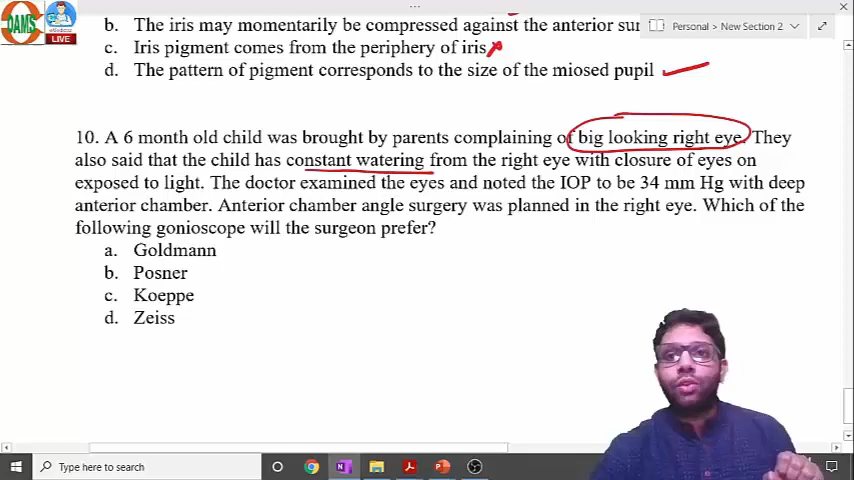 DAMS
eMedicoz
LIVE
...
b. The iris may momentarily be compressed against the anterior sur
Personal > New Section 2
c. Iris pigment comes from the periphery of iris
d. The pattern of pigment corresponds to the size of the miosed pupil
10. A 6 month old child was brought by parents complaining of big looking right eye. They
also said that the child has constant watering from the right eye with closure of eyes on
exposed to light. The doctor examined the eyes and noted the IOP to be 34 mm Hg with deep
anterior chamber. Anterior chamber angle surgery was planned in the right eye. Which of the
following gonioscope will the surgeon prefer?
a. Goldmann
b. Posner
c. Koeppe
d. Zeiss
Type here to search